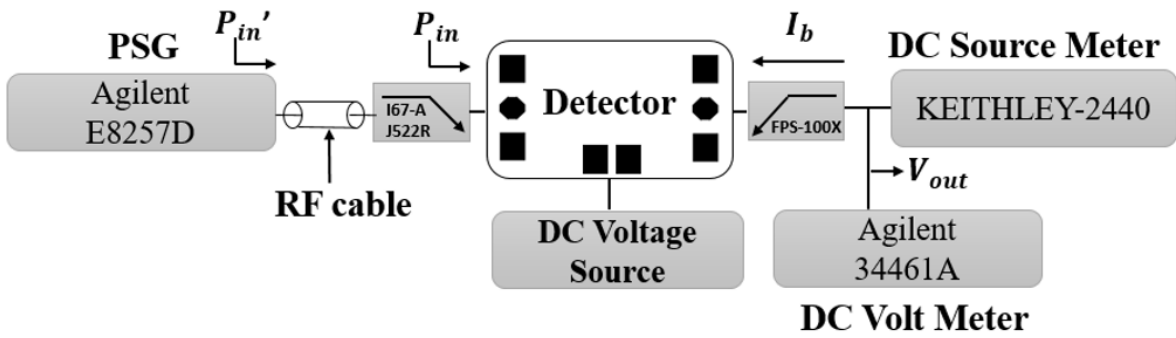 PSG
P_in'
Agilent
E8257D
RF cable
I67-A
J522R
P_in
Detector
DC Voltage
Source
I_b
FPS-100X
DC Source Meter
KEITHLEY-2440
V_out
Agilent
34461A
DC Volt Meter